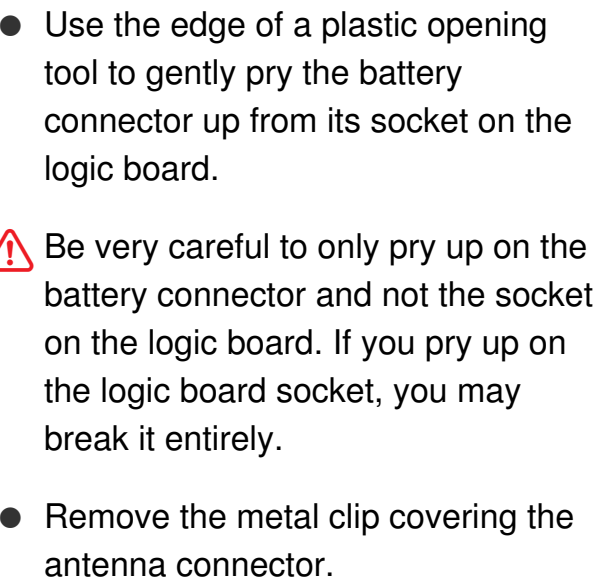 ● Use the edge of a plastic opening
tool to gently pry the battery
connector up from its socket on the
logic board.
Be very careful to only pry up on the
battery connector and not the socket
on the logic board. If you pry up on
the logic board socket, you may
break it entirely.
● Remove the metal clip covering the
antenna connector.